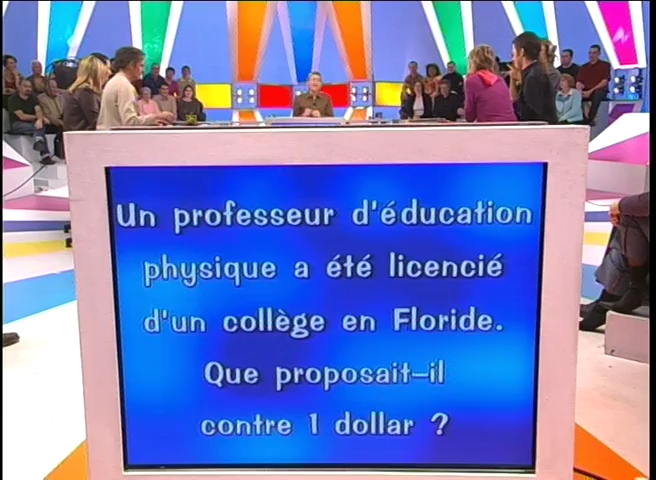 Un professeur d'éducation
physique a été licencié
d'un collège en Floride.
Que proposait-il
contre 1 dollar ?